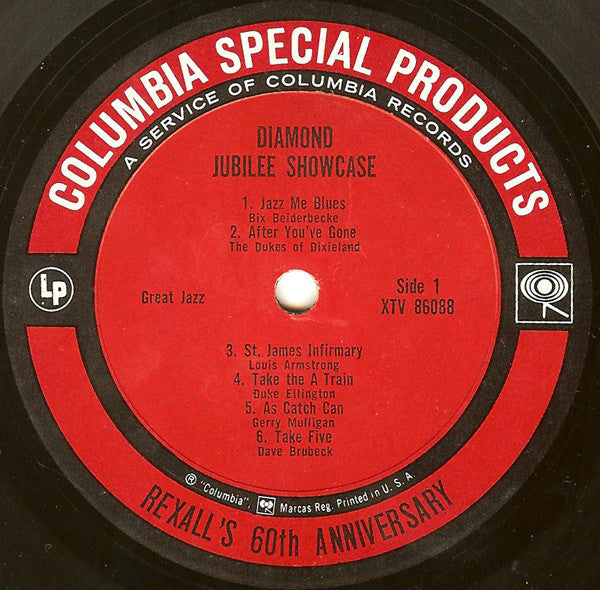 COLUMBIA SPECIAL PRODUCTS
A SERVICE OF COLUMBIA RECORDS
DIAMOND
JUBILEE SHOWCASE
1. Jazz Me Blues
Bix Beiderbecke
2. After You've Gone
The Dukes of Dixieland
Lp
Great Jazz
Side 1
XTV 86088
3. St. James Infirmary
Louis Armstrong
4. Take the A Train
Duke Ellington
5. As Catch Can
Gerry Mulligan
6. Take Five
Dave Brubeck
® "Columbia", Marcas Reg. Printed in U. S. A.
REXALL'S 60th ANNIVERSARY